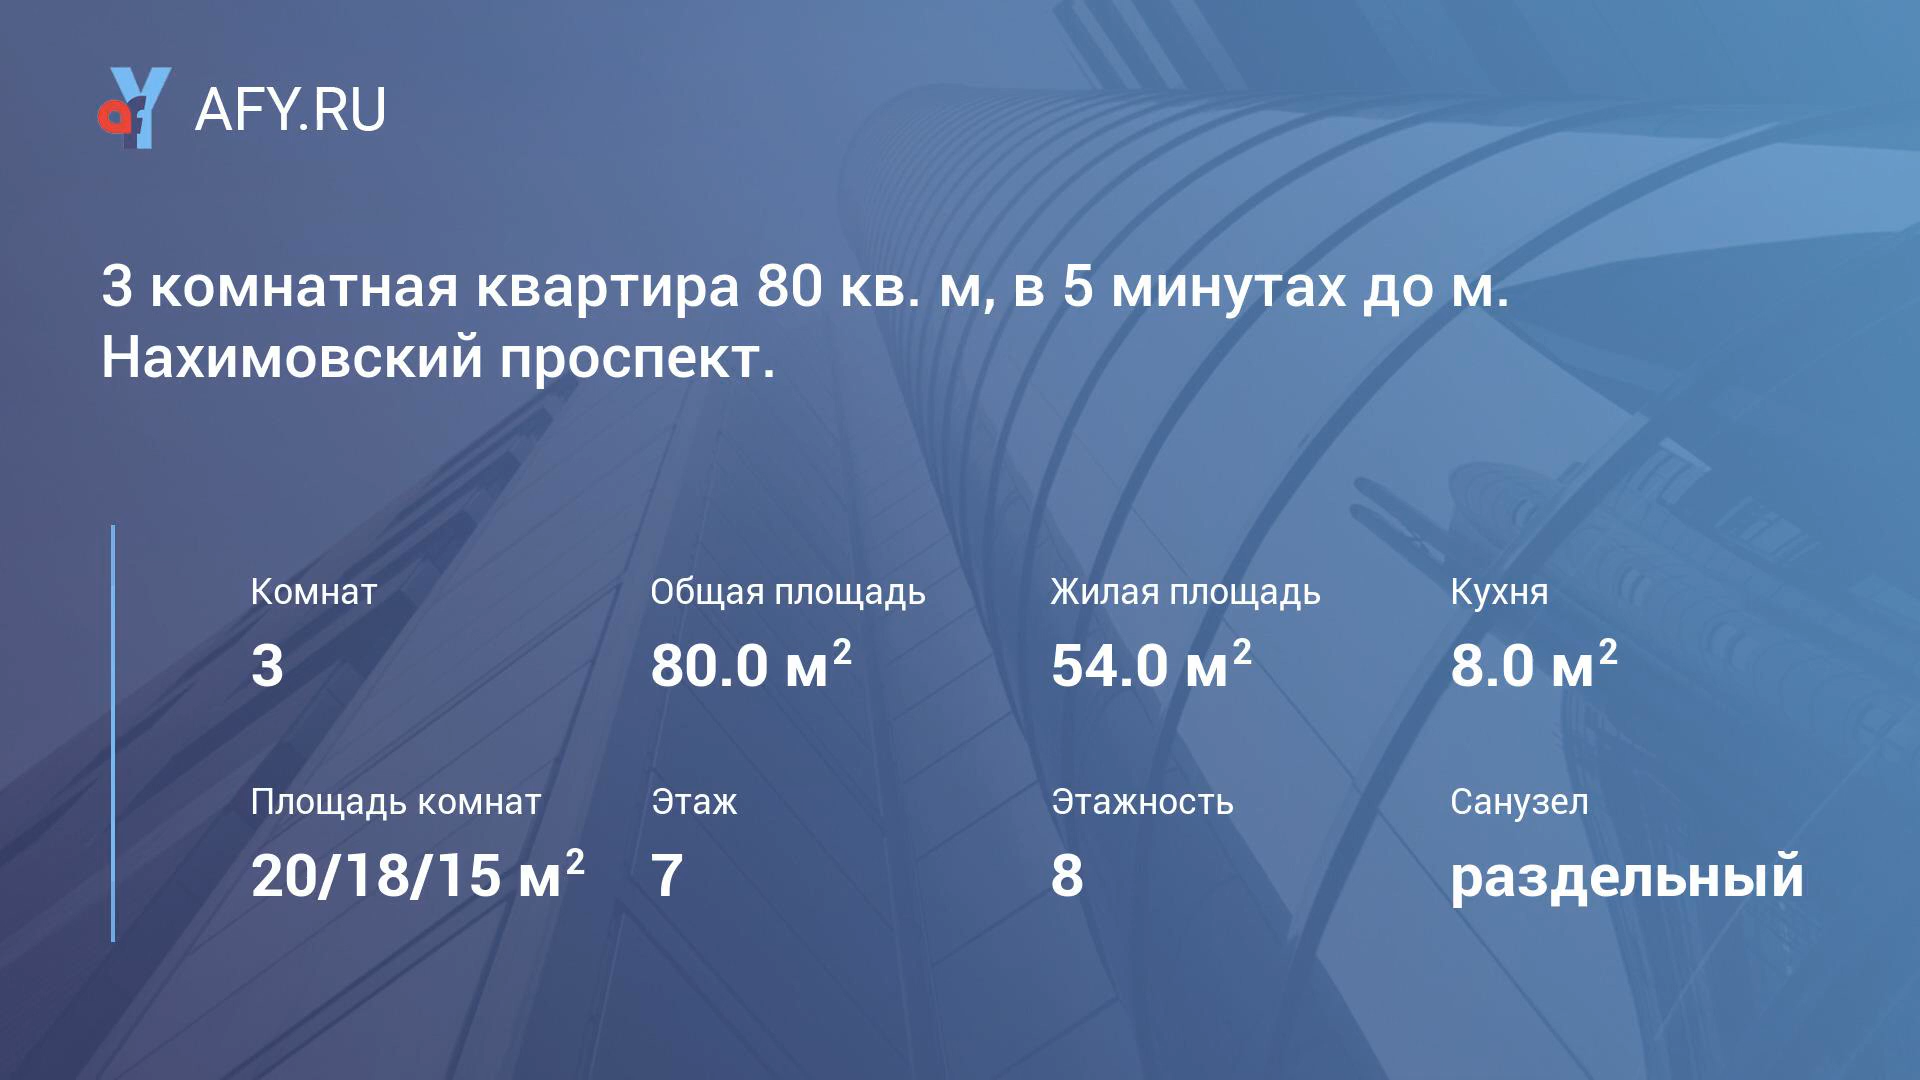 AFY.RU
3 комнатная квартира 80 кв. м, в 5 минутах до м.
Нахимовский проспект.
Комнат
3
Общая площадь
80.0 м²
Жилая площадь
54.0 м²
Кухня
8.0 м²
Площадь комнат
20/18/15 м²
Этаж
7
Этажность
8
Санузел
раздельный